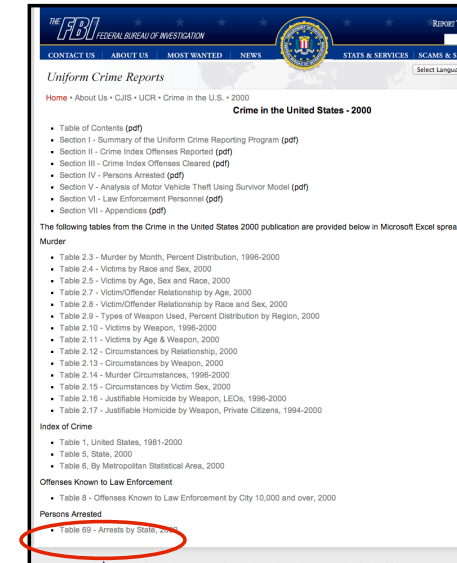 THE FBI FEDERAL BUREAU OF INVESTIGATION
REPORT
CONTACT US ABOUT US MOST WANTED NEWS STATS & SERVICES SCAMS & S
Select Langua
Uniform Crime Reports
Home • About Us • CJIS • UCR • Crime in the U.S. • 2000
Crime in the United States - 2000
Table of Contents (pdf)
Section I - Summary of the Uniform Crime Reporting Program (pdf)
Section II - Crime Index Offenses Reported (pdf)
Section III - Crime Index Offenses Cleared (pdf)
Section IV - Persons Arrested (pdf)
Section V - Analysis of Motor Vehicle Theft Using Survivor Model (pdf)
Section VI - Law Enforcement Personnel (pdf)
Section VII - Appendices (pdf)
The following tables from the Crime in the United States 2000 publication are provided below in Microsoft Excel sprea
Murder
Table 2.3 - Murder by Month, Percent Distribution, 1996-2000
Table 2.4 - Victims by Race and Sex, 2000
Table 2.5 - Victims by Age, Sex and Race, 2000
Table 2.7 - Victim/Offender Relationship by Age, 2000
Table 2.8 - Victim/Offender Relationship by Race and Sex, 2000
Table 2.9 - Types of Weapon Used, Percent Distribution by Region, 2000
Table 2.10 - Victims by Weapon, 1996-2000
Table 2.11 - Victims by Age & Weapon, 2000
Table 2.12 - Circumstances by Relationship, 2000
Table 2.13 - Circumstances by Weapon, 2000
Table 2.14 - Murder Circumstances, 1996-2000
Table 2.15 - Circumstances by Victim Sex, 2000
Table 2.16 - Justifiable Homicide by Weapon, LEOs, 1996-2000
Table 2.17 - Justifiable Homicide by Weapon, Private Citizens, 1994-2000
Index of Crime
Table 1, United States, 1981-2000
Table 5, State, 2000
Table 6, By Metropolitan Statistical Area, 2000
Offenses Known to Law Enforcement
Table 8 - Offenses Known to Law Enforcement by City 10,000 and over, 2000
Persons Arrested
Table 69 - Arrests by State, 2000